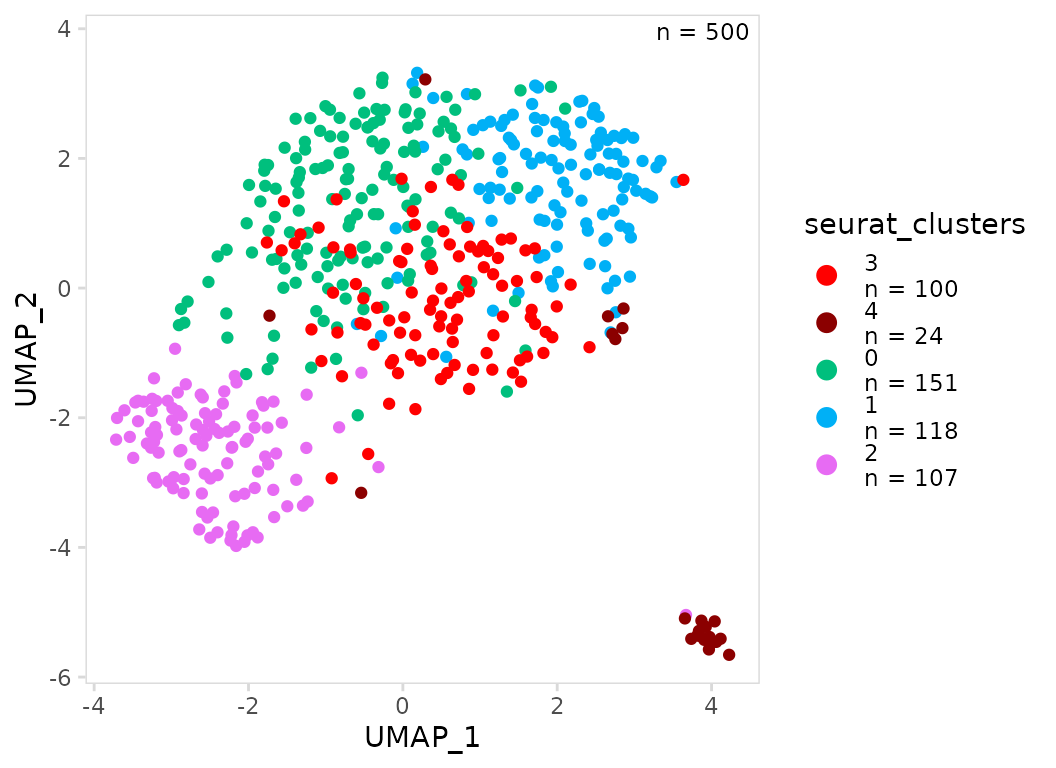 n = 500
4
2
0
-2
-4
-6
UMAP_2
-4
-2
0
2
4
UMAP_1
seurat_clusters
3
n = 100
4
n = 24
0
n = 151
1
n = 118
2
n = 107